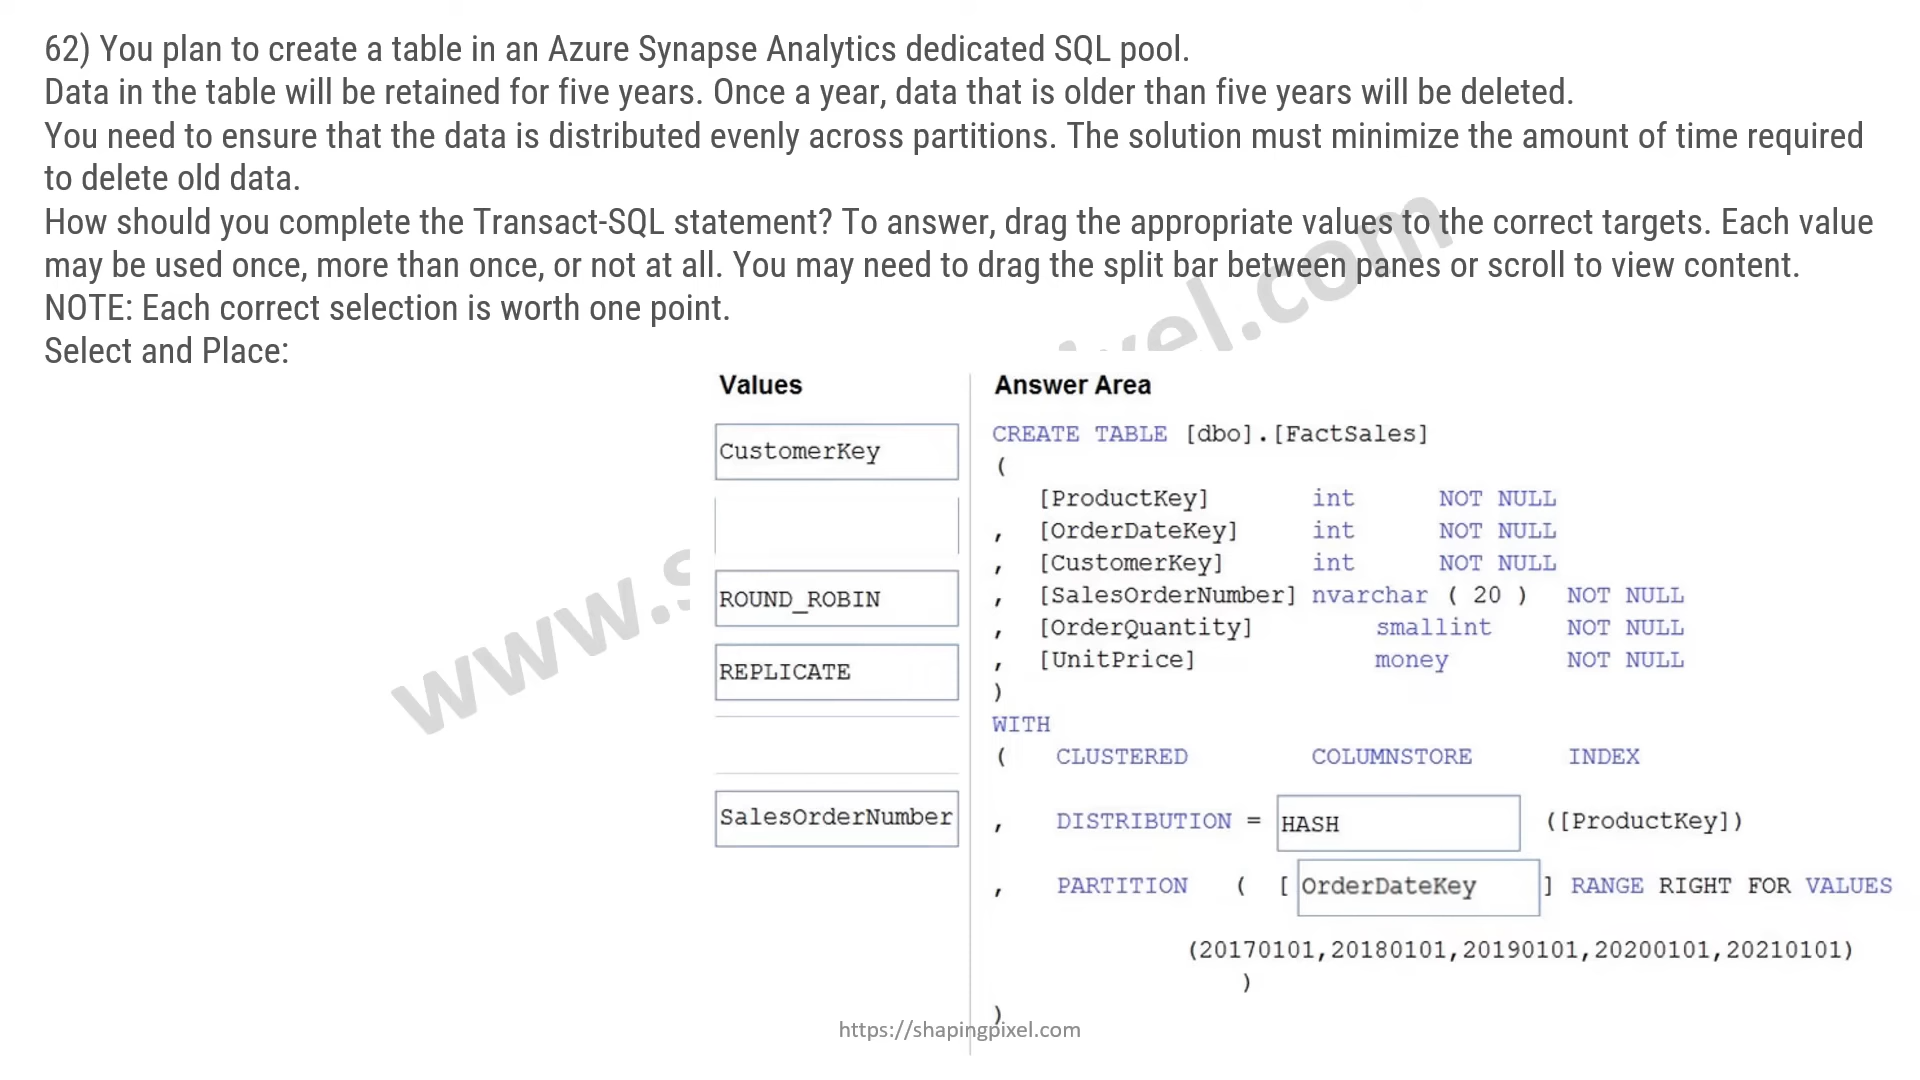 62) You plan to create a table in an Azure Synapse Analytics dedicated SQL pool.
Data in the table will be retained for five years. Once a year, data that is older than five years will be deleted.
You need to ensure that the data is distributed evenly across partitions. The solution must minimize the amount of time required
to delete old data.
How should you complete the Transact-SQL statement? To answer, drag the appropriate values to the correct targets. Each value
may be used once, more than once, or not at all. You may need to drag the split bar between panes or scroll to view content.
NOTE: Each correct selection is worth one point.
Select and Place:
Values
CustomerKey
ROUND_ROBIN
REPLICATE
SalesOrderNumber
Answer Area
CREATE TABLE [dbo].[FactSales]
(
[ProductKey] int NOT NULL
, [OrderDateKey] int NOT NULL
, [CustomerKey] int NOT NULL
, [SalesOrderNumber] nvarchar ( 20 ) NOT NULL
, [OrderQuantity] smallint NOT NULL
, [UnitPrice] money NOT NULL
)
WITH
( CLUSTERED COLUMNSTORE INDEX
, DISTRIBUTION = HASH ([ProductKey])
, PARTITION ( [ OrderDateKey ] RANGE RIGHT FOR VALUES
(20170101,20180101,20190101,20200101,20210101)
)
)
https://shapingpixel.com